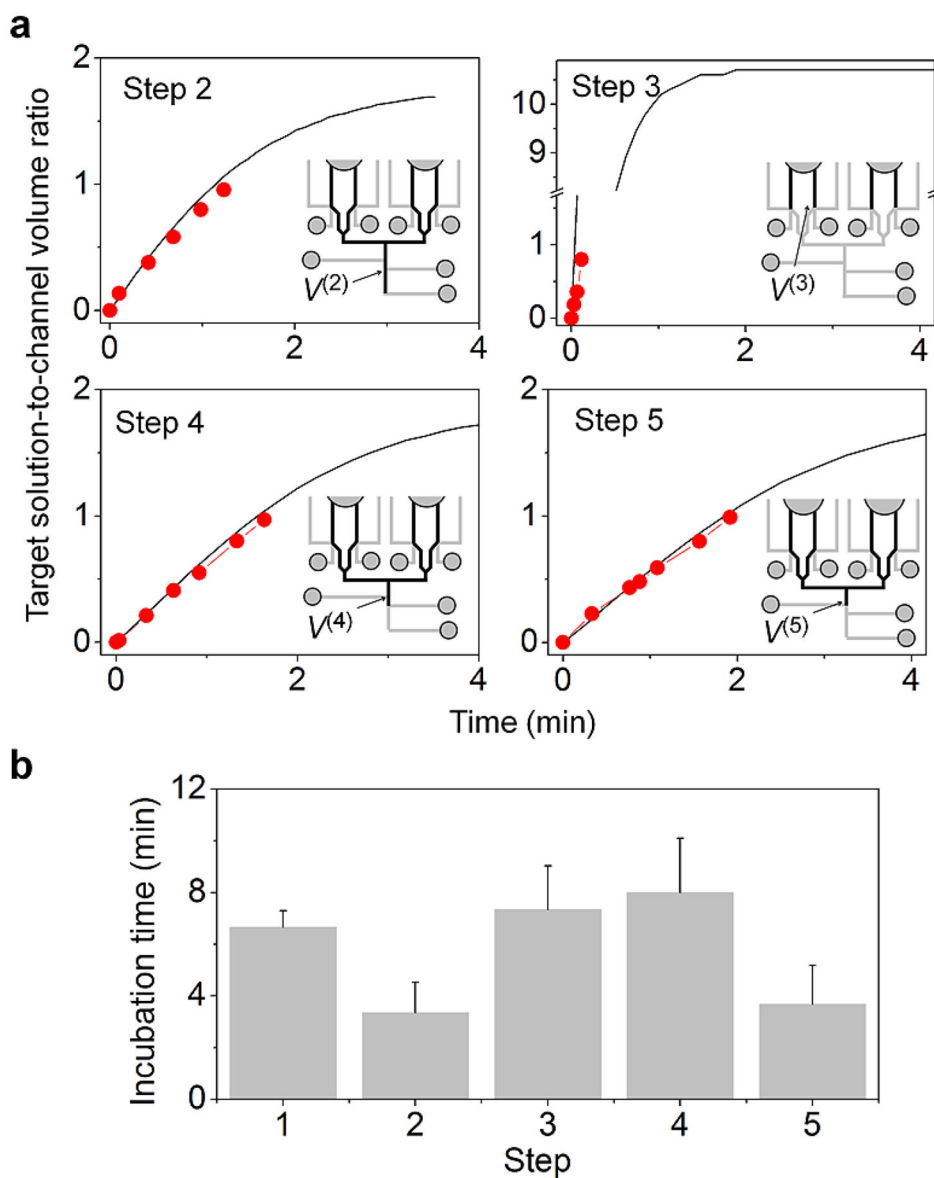 a
Target solution-to-channel volume ratio
Step 2
2
1
0
0 2 4
V(2)
Step 3
10
9
1
0
0 2 4
V(3)
Step 4
2
1
0
0 2 4
V(4)
Step 5
2
1
0
0 2 4
V(5)
Time (min)
b
Incubation time (min)
12
8
4
0
1 2 3 4 5
Step